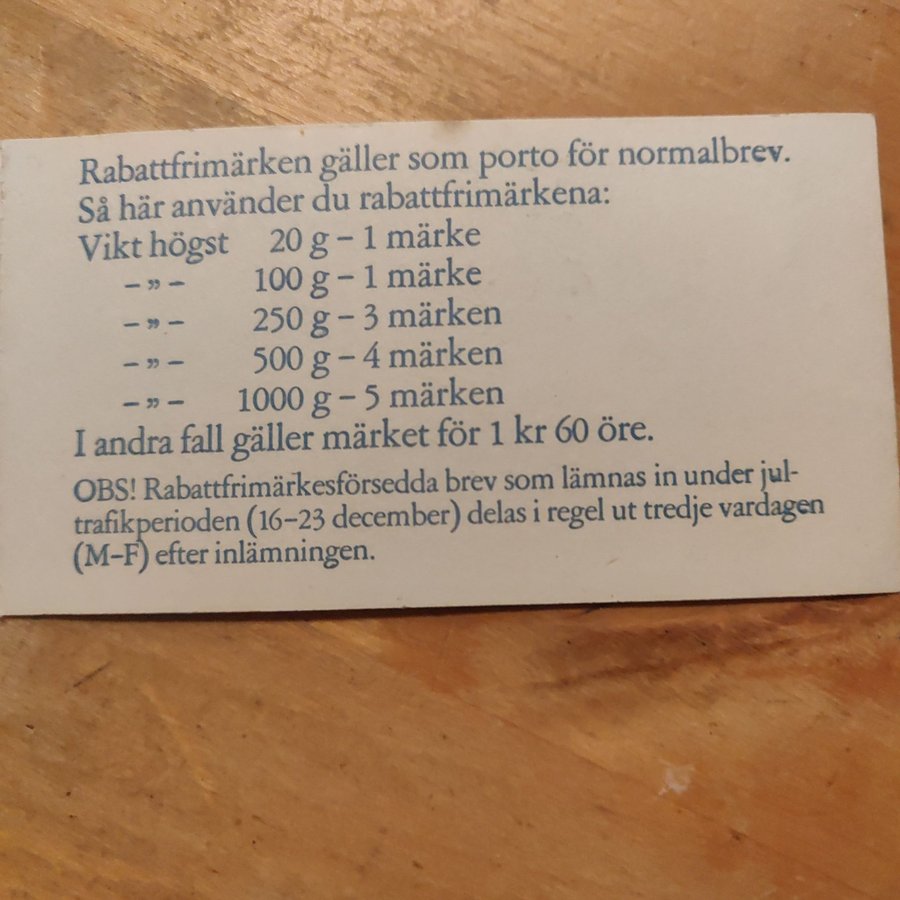 Rabattfrimärken gäller som porto för normalbrev.
Så här använder du rabattfrimärkena:
Vikt högst 20 g – 1 märke
– ” – 100 g – 1 märke
– ” – 250 g – 3 märken
– ” – 500 g – 4 märken
– ” – 1000 g – 5 märken
I andra fall gäller märket för 1 kr 60 öre.
OBS! Rabattfrimärkesförsedda brev som lämnas in under jul-
trafikperioden (16–23 december) delas i regel ut tredje vardagen
(M–F) efter inlämningen.